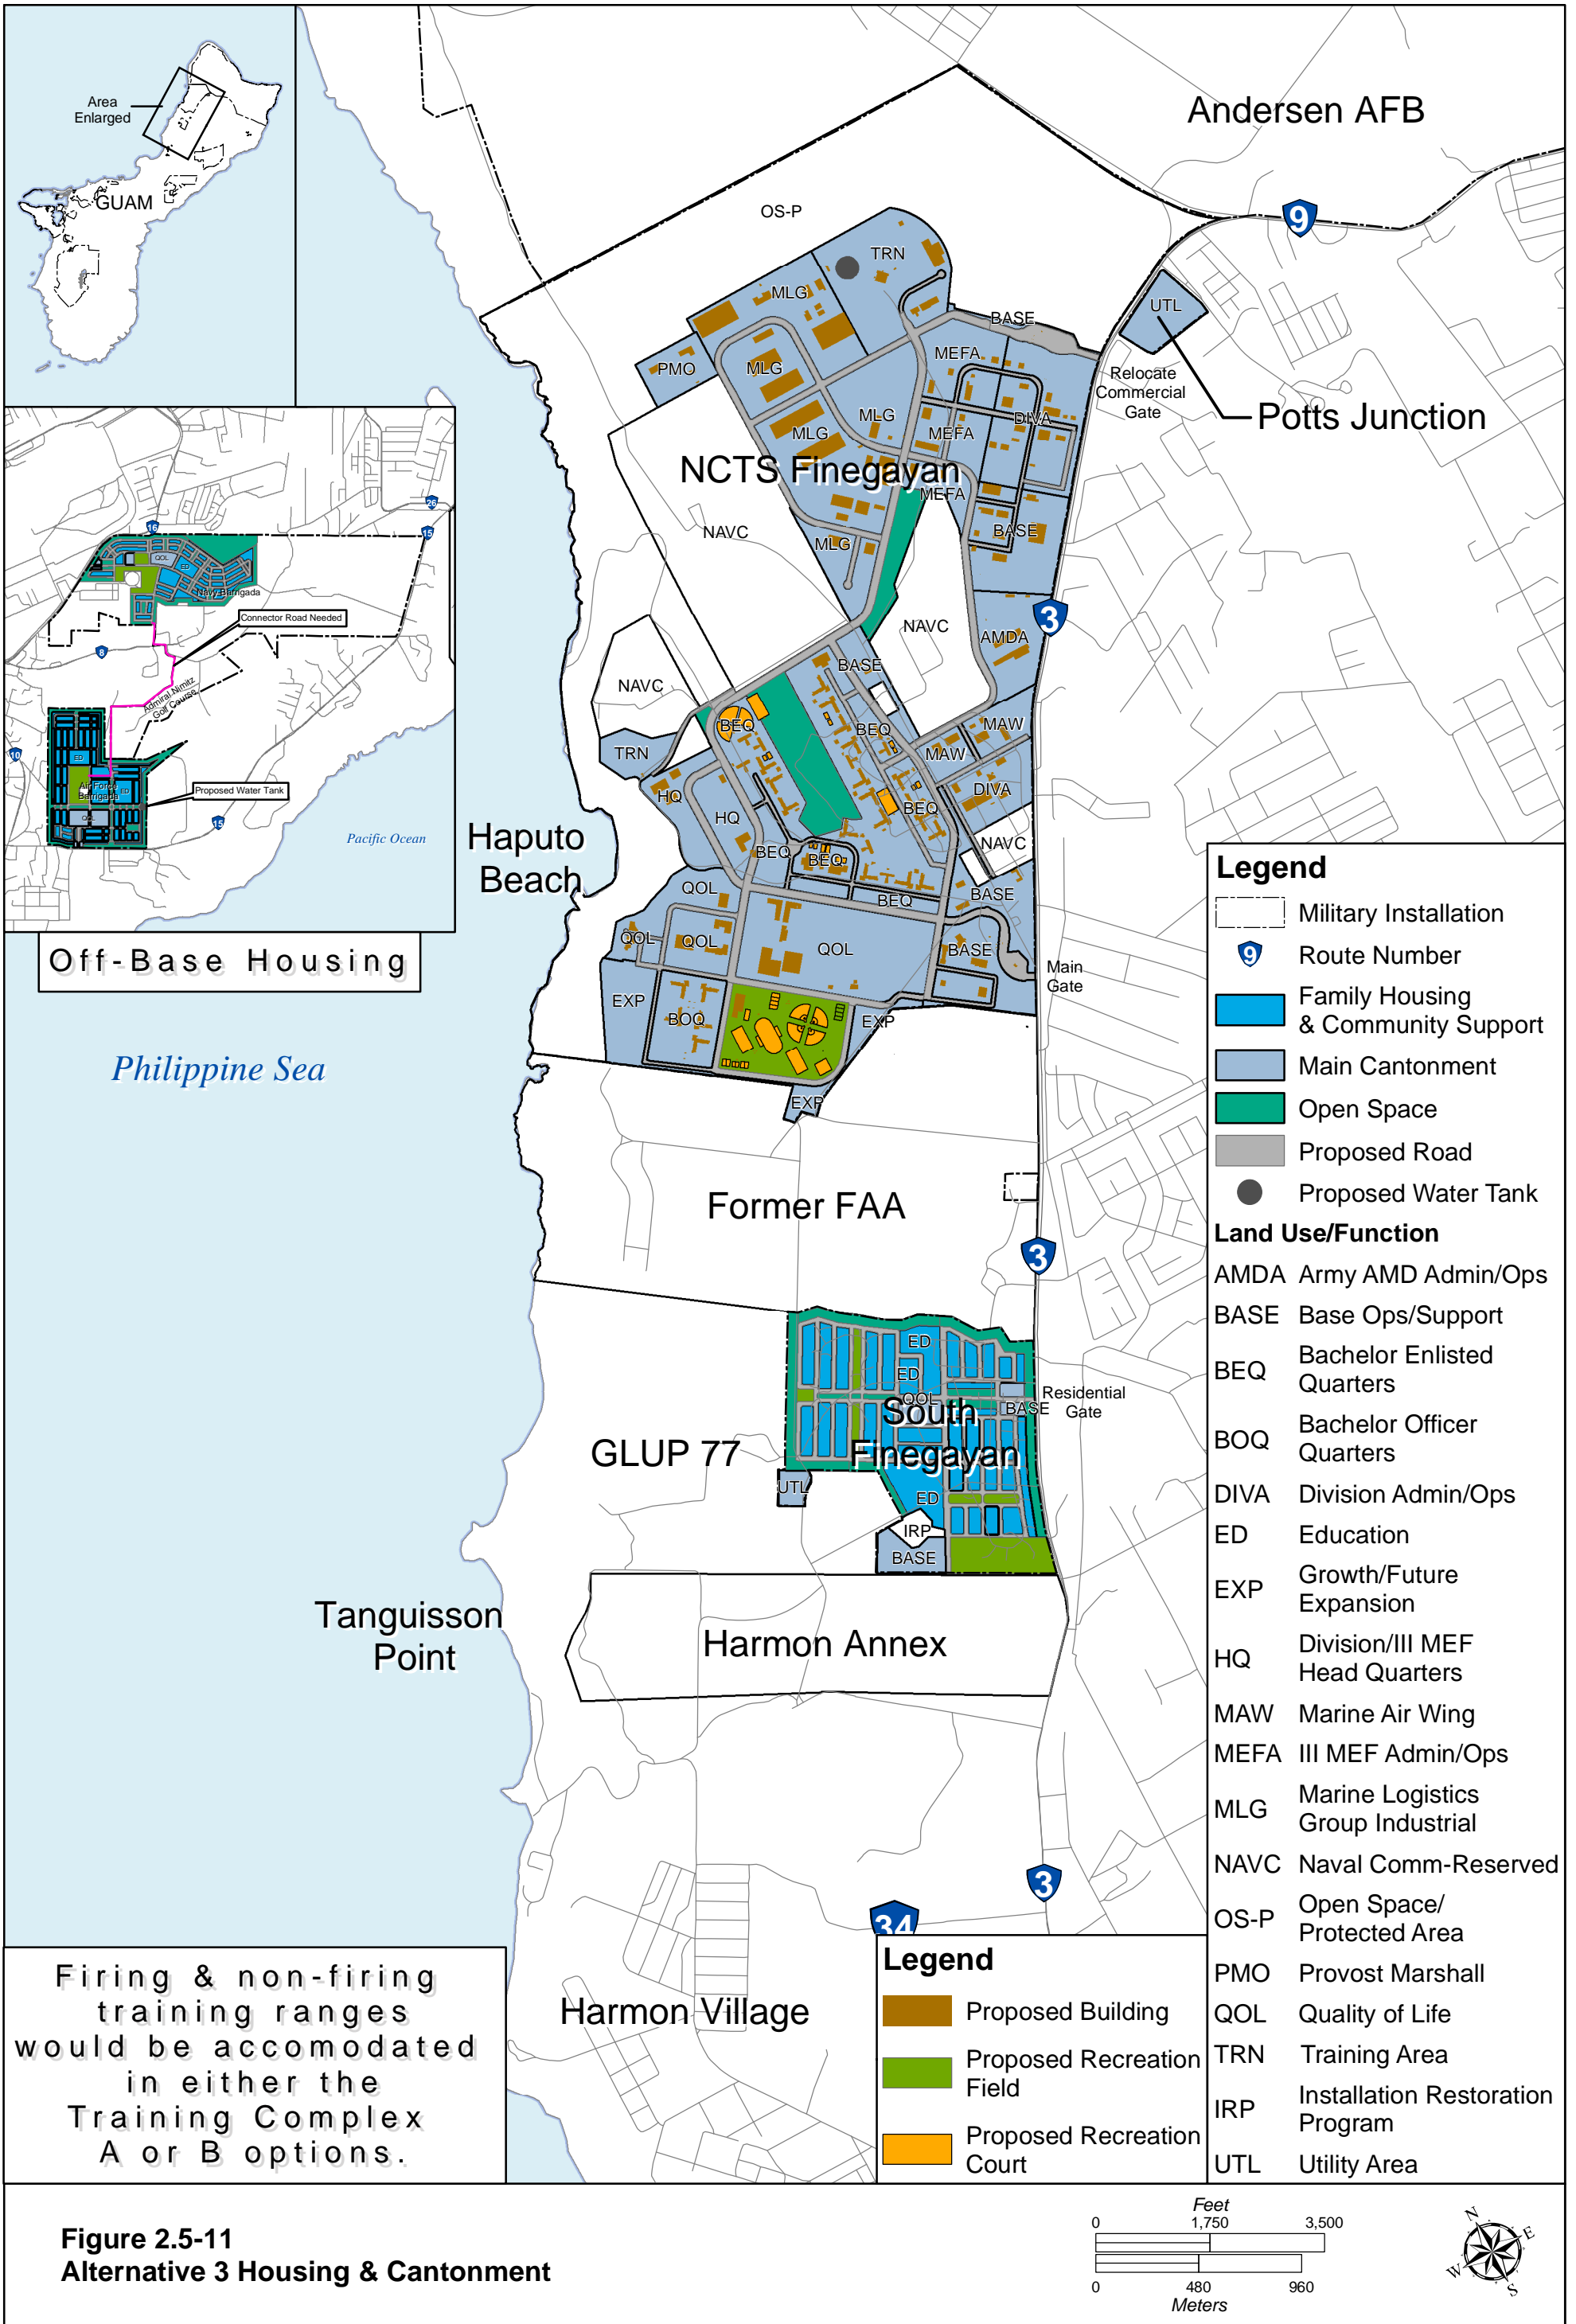 Area
Enlarged
GUAM
Andersen AFB
9
OS-P
TRN
MLG
BASE
UTL
PMO
MLG
MEFA
Relocate
Commercial
Gate
MLG
DIVA
Potts Junction
MLG
MEFA
NCTS Finegayan
MEFA
NAVC
BASE
MLG
3
NAVC
AMDA
BASE
NAVC
BEQ
BEQ
MAW
TRN
MAW
HQ
DIVA
HQ
BEQ
NAVC
BEQ
BEQ
Haputo
Beach
QOL
BEQ
BASE
QOL
QOL
QOL
BASE
Main
Gate
EXP
BOQ
EXP
EXP
26
16
15
QOL
ED
Navy Barrigada
Connector Road Needed
8
Admiral Nimitz
Golf Course
10
ED
Air Force
Barrigada
ED
Proposed Water Tank
QOL
15
Pacific Ocean
Off-Base Housing
Philippine Sea
Former FAA
3
ED
ED
QOL
BASE
Residential
Gate
South
Finegayan
GLUP 77
UTL
ED
IRP
BASE
Tanguisson
Point
Harmon Annex
3
34
Harmon Village
Firing & non-firing
training ranges
would be accomodated
in either the
Training Complex
A or B options.
Legend
Proposed Building
Proposed Recreation
Field
Proposed Recreation
Court
Legend
Military Installation
9 Route Number
Family Housing
& Community Support
Main Cantonment
Open Space
Proposed Road
Proposed Water Tank
Land Use/Function
AMDA Army AMD Admin/Ops
BASE Base Ops/Support
BEQ Bachelor Enlisted
Quarters
BOQ Bachelor Officer
Quarters
DIVA Division Admin/Ops
ED Education
EXP Growth/Future
Expansion
HQ Division/III MEF
Head Quarters
MAW Marine Air Wing
MEFA III MEF Admin/Ops
MLG Marine Logistics
Group Industrial
NAVC Naval Comm-Reserved
OS-P Open Space/
Protected Area
PMO Provost Marshall
QOL Quality of Life
TRN Training Area
IRP Installation Restoration
Program
UTL Utility Area
Figure 2.5-11
Alternative 3 Housing & Cantonment
Feet
0 1,750 3,500
0 480 960
Meters
N
E
W
S